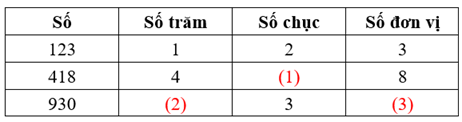 Số Số trăm Số chục Số đơn vị
123 1 2 3
418 4 (1) 8
930 (2) 3 (3)